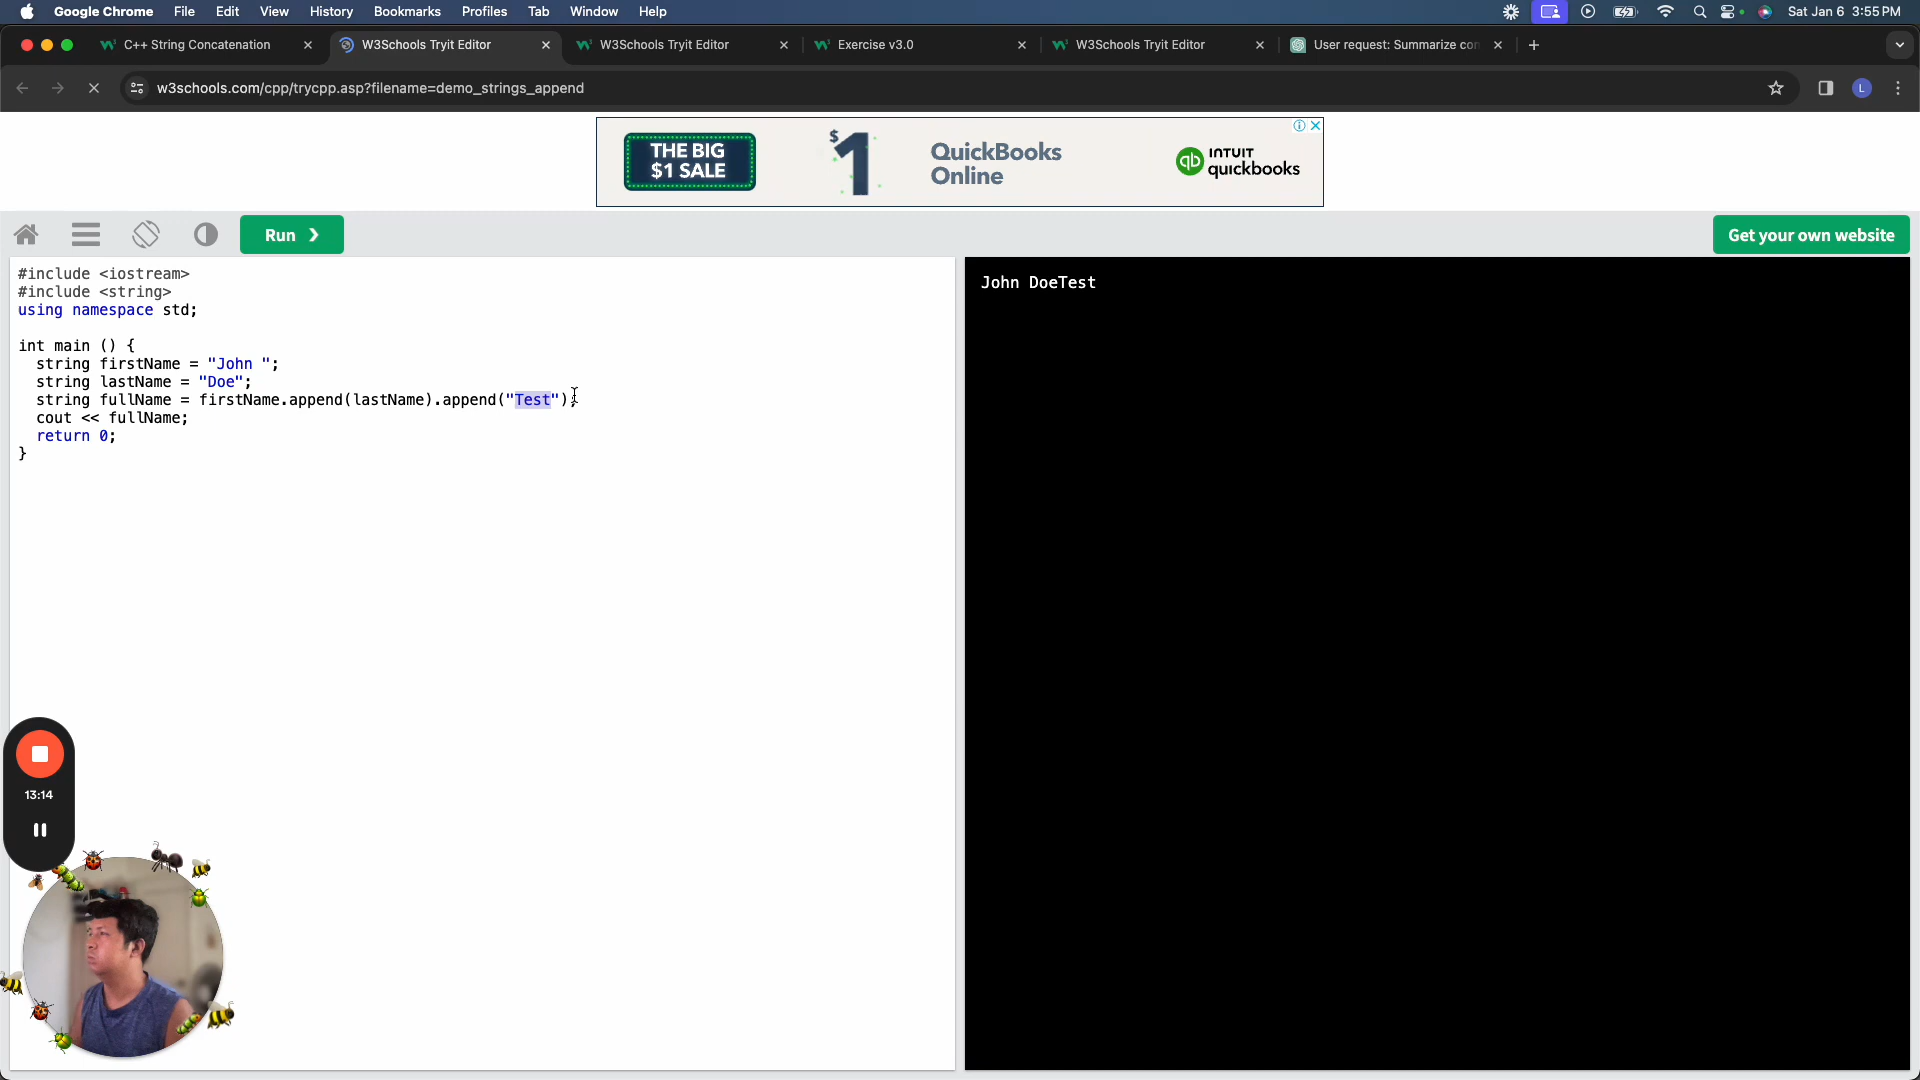 Google Chrome File Edit View History Bookmarks Profiles Tab Window Help Sat Jan 6 3:55 PM
C++ String Concatenation W3Schools Tryit Editor W3Schools Tryit Editor Exercise v3.0 W3Schools Tryit Editor User request: Summarize con
w3schools.com/cpp/trycpp.asp?filename=demo_strings_append L
THE BIG
$1 SALE
$1
QuickBooks
Online
qb INTUIT
quickbooks
Run ❯ Get your own website
#include <iostream>
#include <string>
using namespace std;
int main () {
string firstName = "John ";
string lastName = "Doe";
string fullName = firstName.append(lastName).append("Test");
cout << fullName;
return 0;
}
John DoeTest
13:14